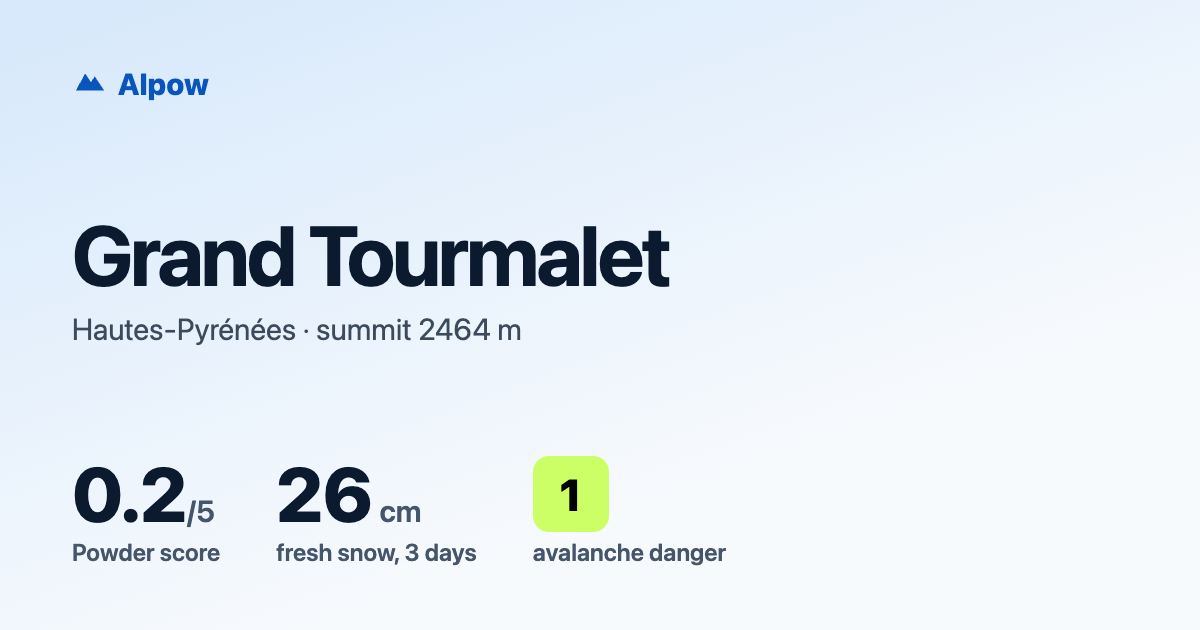 Alpow
Grand Tourmalet
Hautes-Pyrénées · summit 2464 m
0.2/5
Powder score
26 cm
fresh snow, 3 days
1
avalanche danger